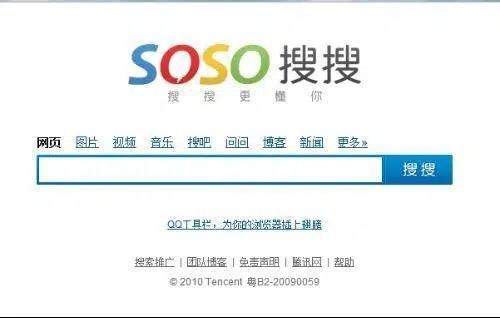 SOSO 搜搜
搜 搜 更 懂 你
网页 图片 视频 音乐 搜吧 问问 博客 新闻 更多»
搜 搜
QQ工具栏，为你的浏览器插上翅膀
搜索推广 | 团队博客 | 免责声明 | 腾讯网 | 帮助
© 2010 Tencent 粤B2-20090059